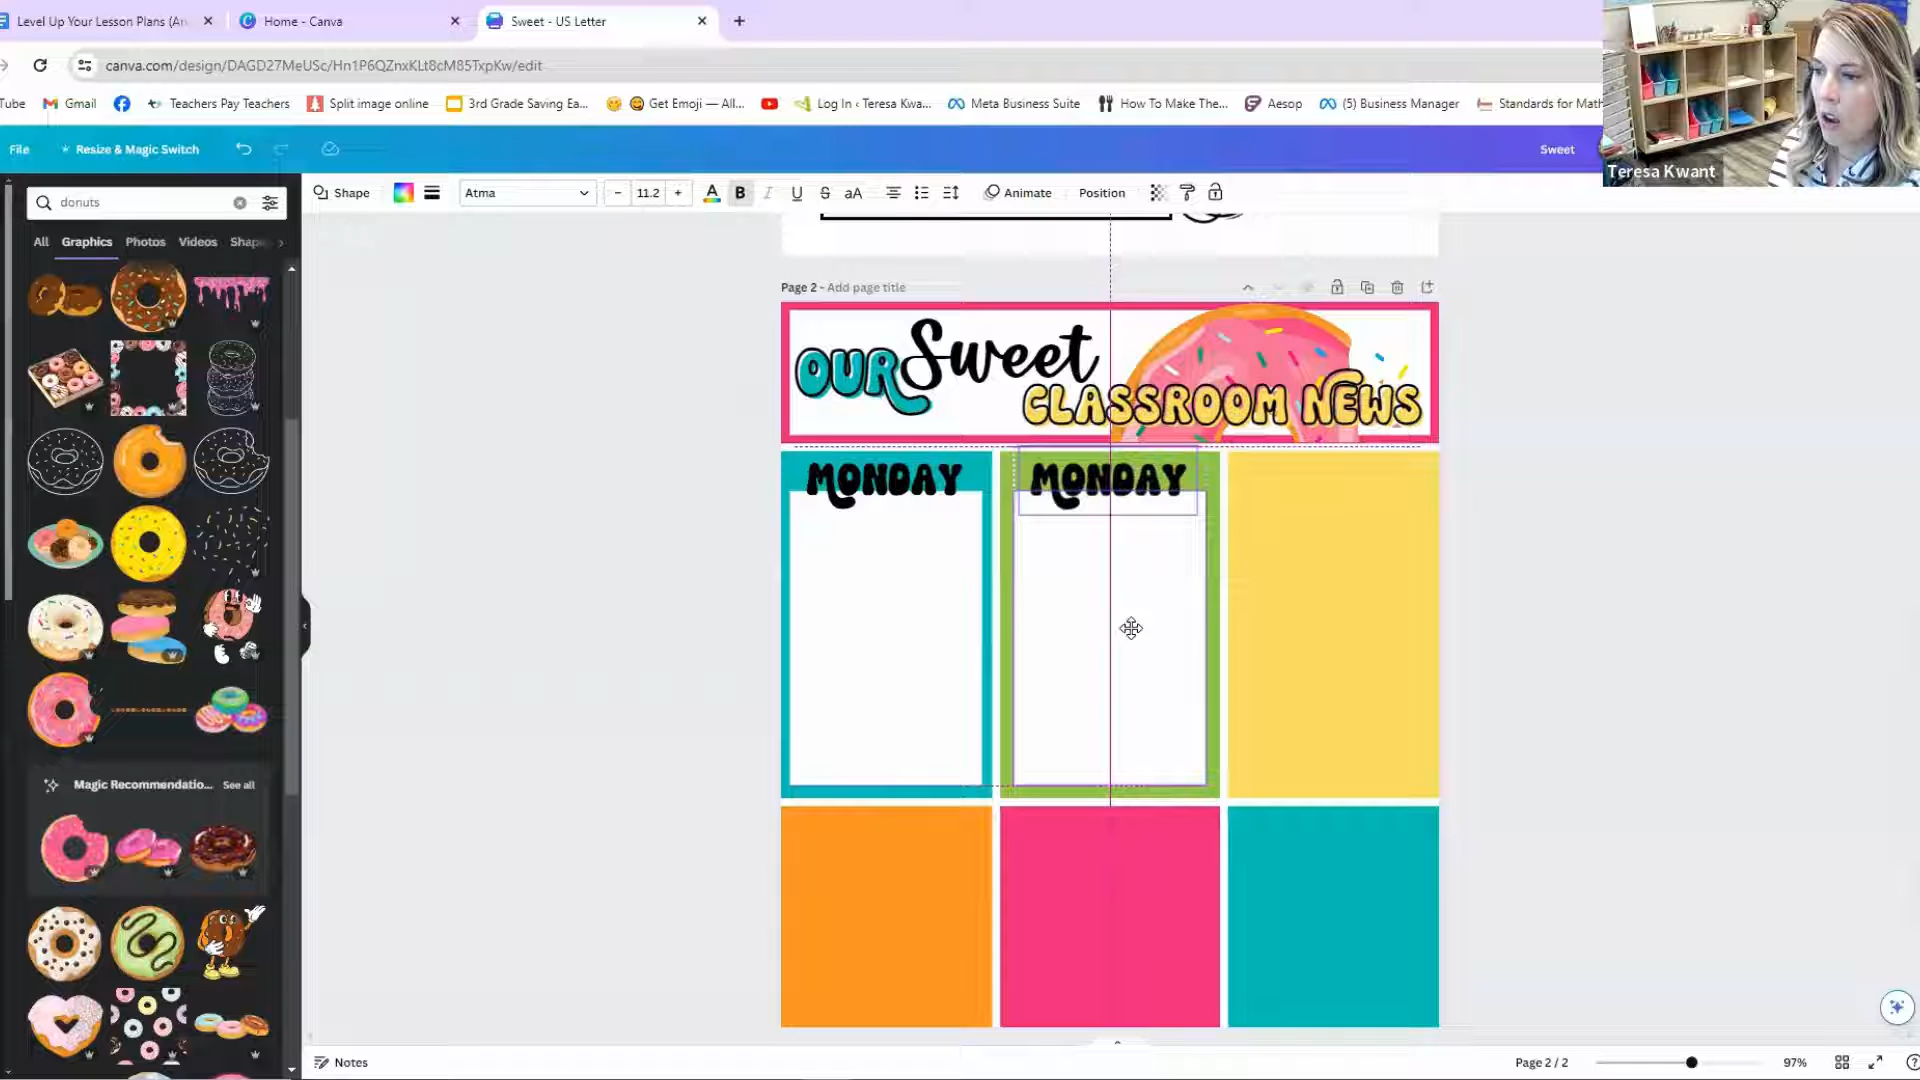 Level Up Your Lesson Plans (An
Home - Canva
Sweet - US Letter
canva.com/design/DAGD27MeUSc/Hn1P6QZnxKLt8cM85TxpKw/edit
Tube
Gmail
Teachers Pay Teachers
Split image online
3rd Grade Saving Ea...
Get Emoji — All...
Log In ‹ Teresa Kwa...
Meta Business Suite
How To Make The...
Aesop
(5) Business Manager
Standards for Math
File
Resize & Magic Switch
Sweet
Teresa Kwant
donuts
Shape
Atma
– 11.2 +
A
B
I
U
S
aA
Animate
Position
All
Graphics
Photos
Videos
Shape
Page 2 - Add page title
OUR Sweet
CLASSROOM NEWS
MONDAY
MONDAY
Magic Recommendatio...
See all
Notes
Page 2 / 2
97%